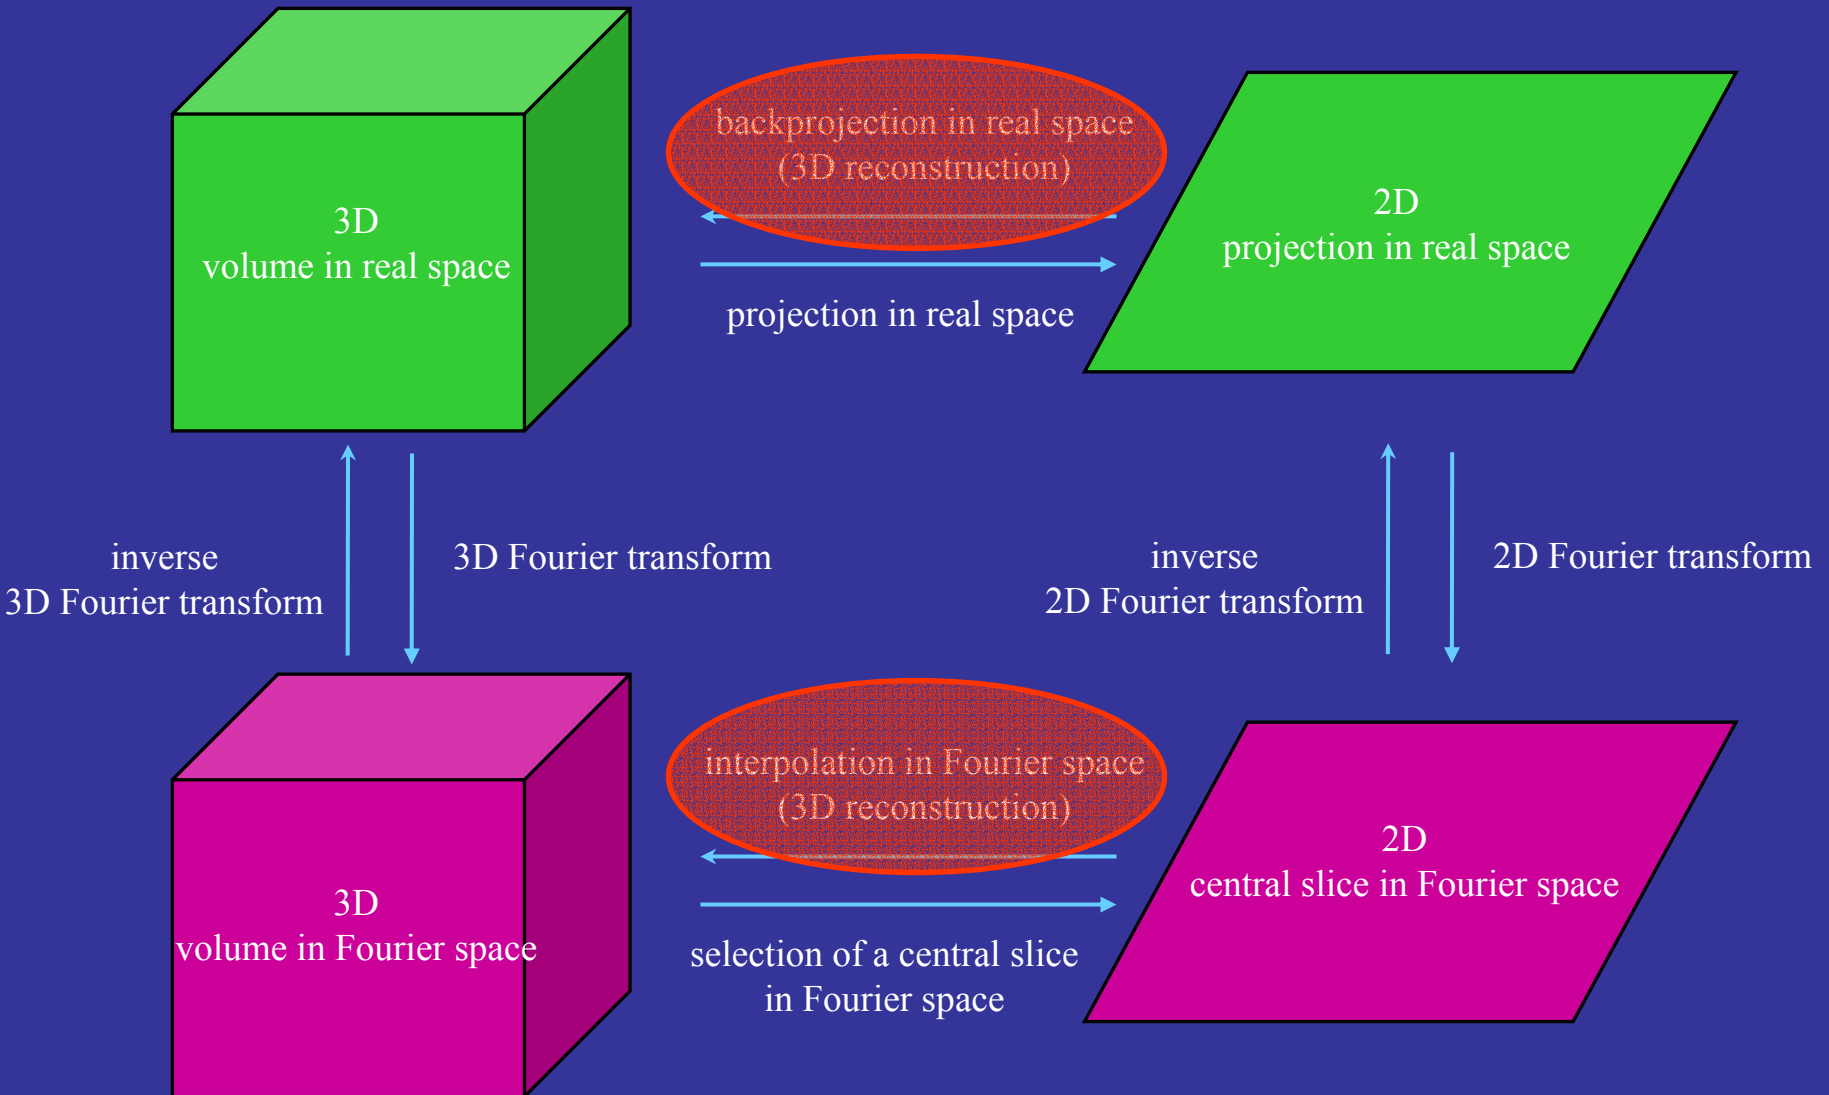 backprojection in real space
(3D reconstruction)
3D
volume in real space
2D
projection in real space
projection in real space
inverse
3D Fourier transform
3D Fourier transform
inverse
2D Fourier transform
2D Fourier transform
interpolation in Fourier space
(3D reconstruction)
3D
volume in Fourier space
2D
central slice in Fourier space
selection of a central slice
in Fourier space